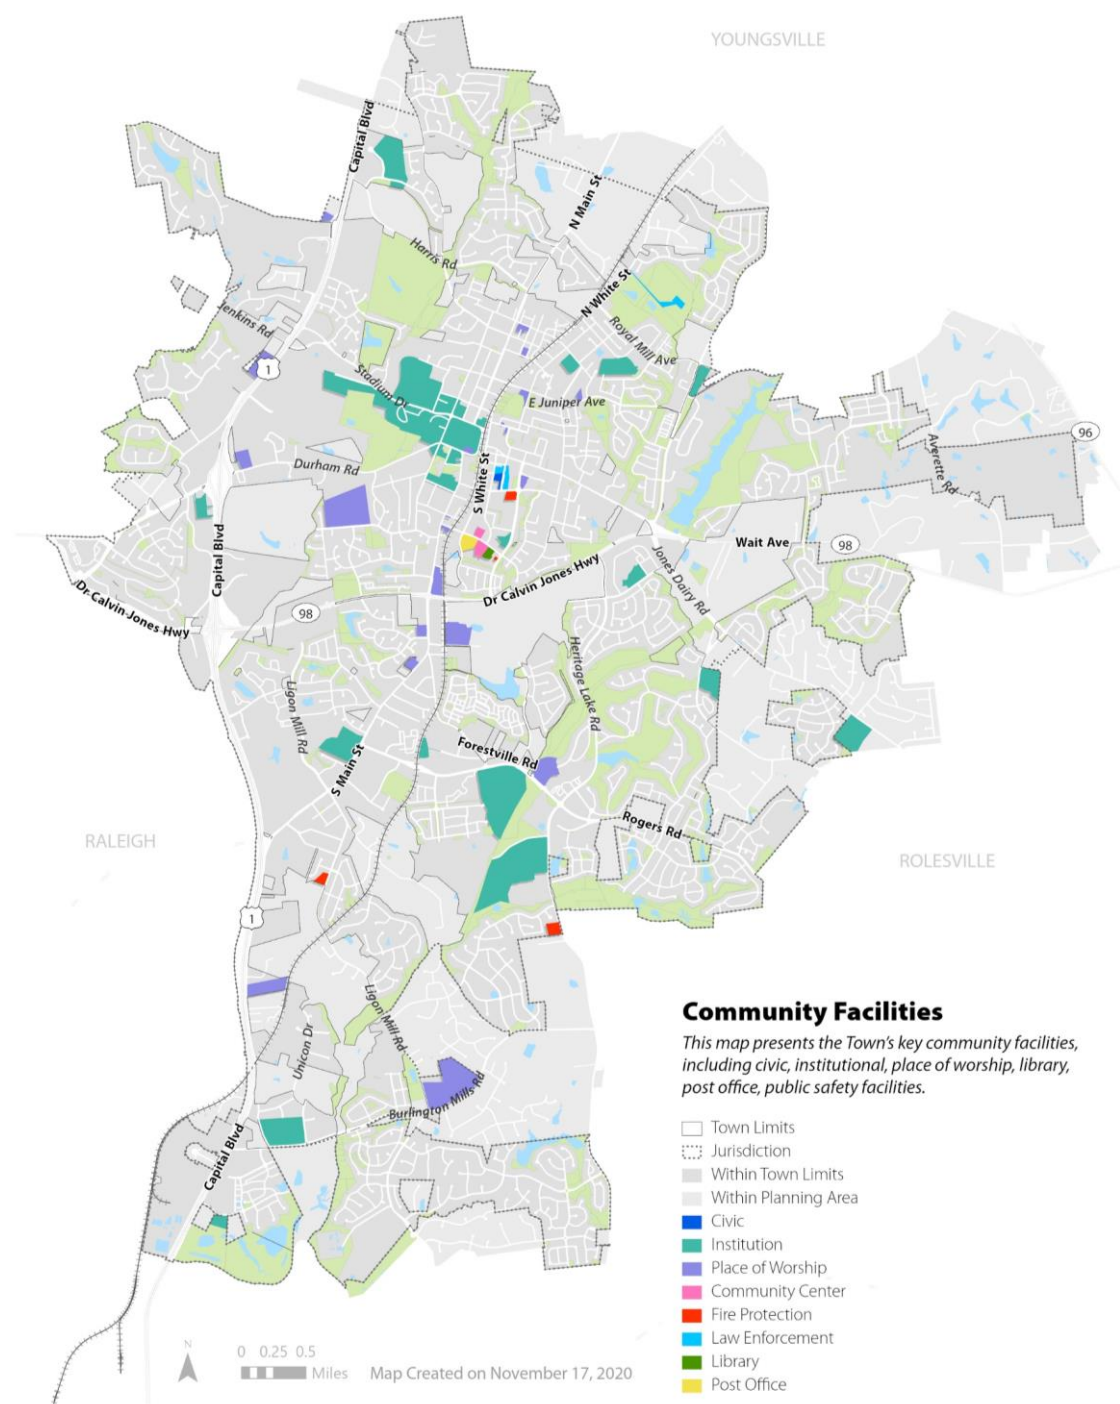 YOUNGSVILLE
Capital Blvd
N Main St
Harris Rd
N White St
Jenkins Rd
Royal Mill Ave
1
Stadium Dr
E Juniper Ave
96
Averette Rd
Durham Rd
S White St
Capital Blvd
Wait Ave
98
Jones Dairy Rd
Dr Calvin Jones Hwy
Dr Calvin Jones Hwy
98
Heritage Lake Rd
Ligon Mill Rd
Forestville Rd
S Main St
Rogers Rd
RALEIGH
ROLESVILLE
1
Ligon Mill Rd
Unicon Dr
Burlington Mills Rd
Capital Blvd
Community Facilities
This map presents the Town's key community facilities,
including civic, institutional, place of worship, library,
post office, public safety facilities.
Town Limits
Jurisdiction
Within Town Limits
Within Planning Area
Civic
Institution
Place of Worship
Community Center
Fire Protection
Law Enforcement
Library
Post Office
N
0 0.25 0.5
Miles
Map Created on November 17, 2020